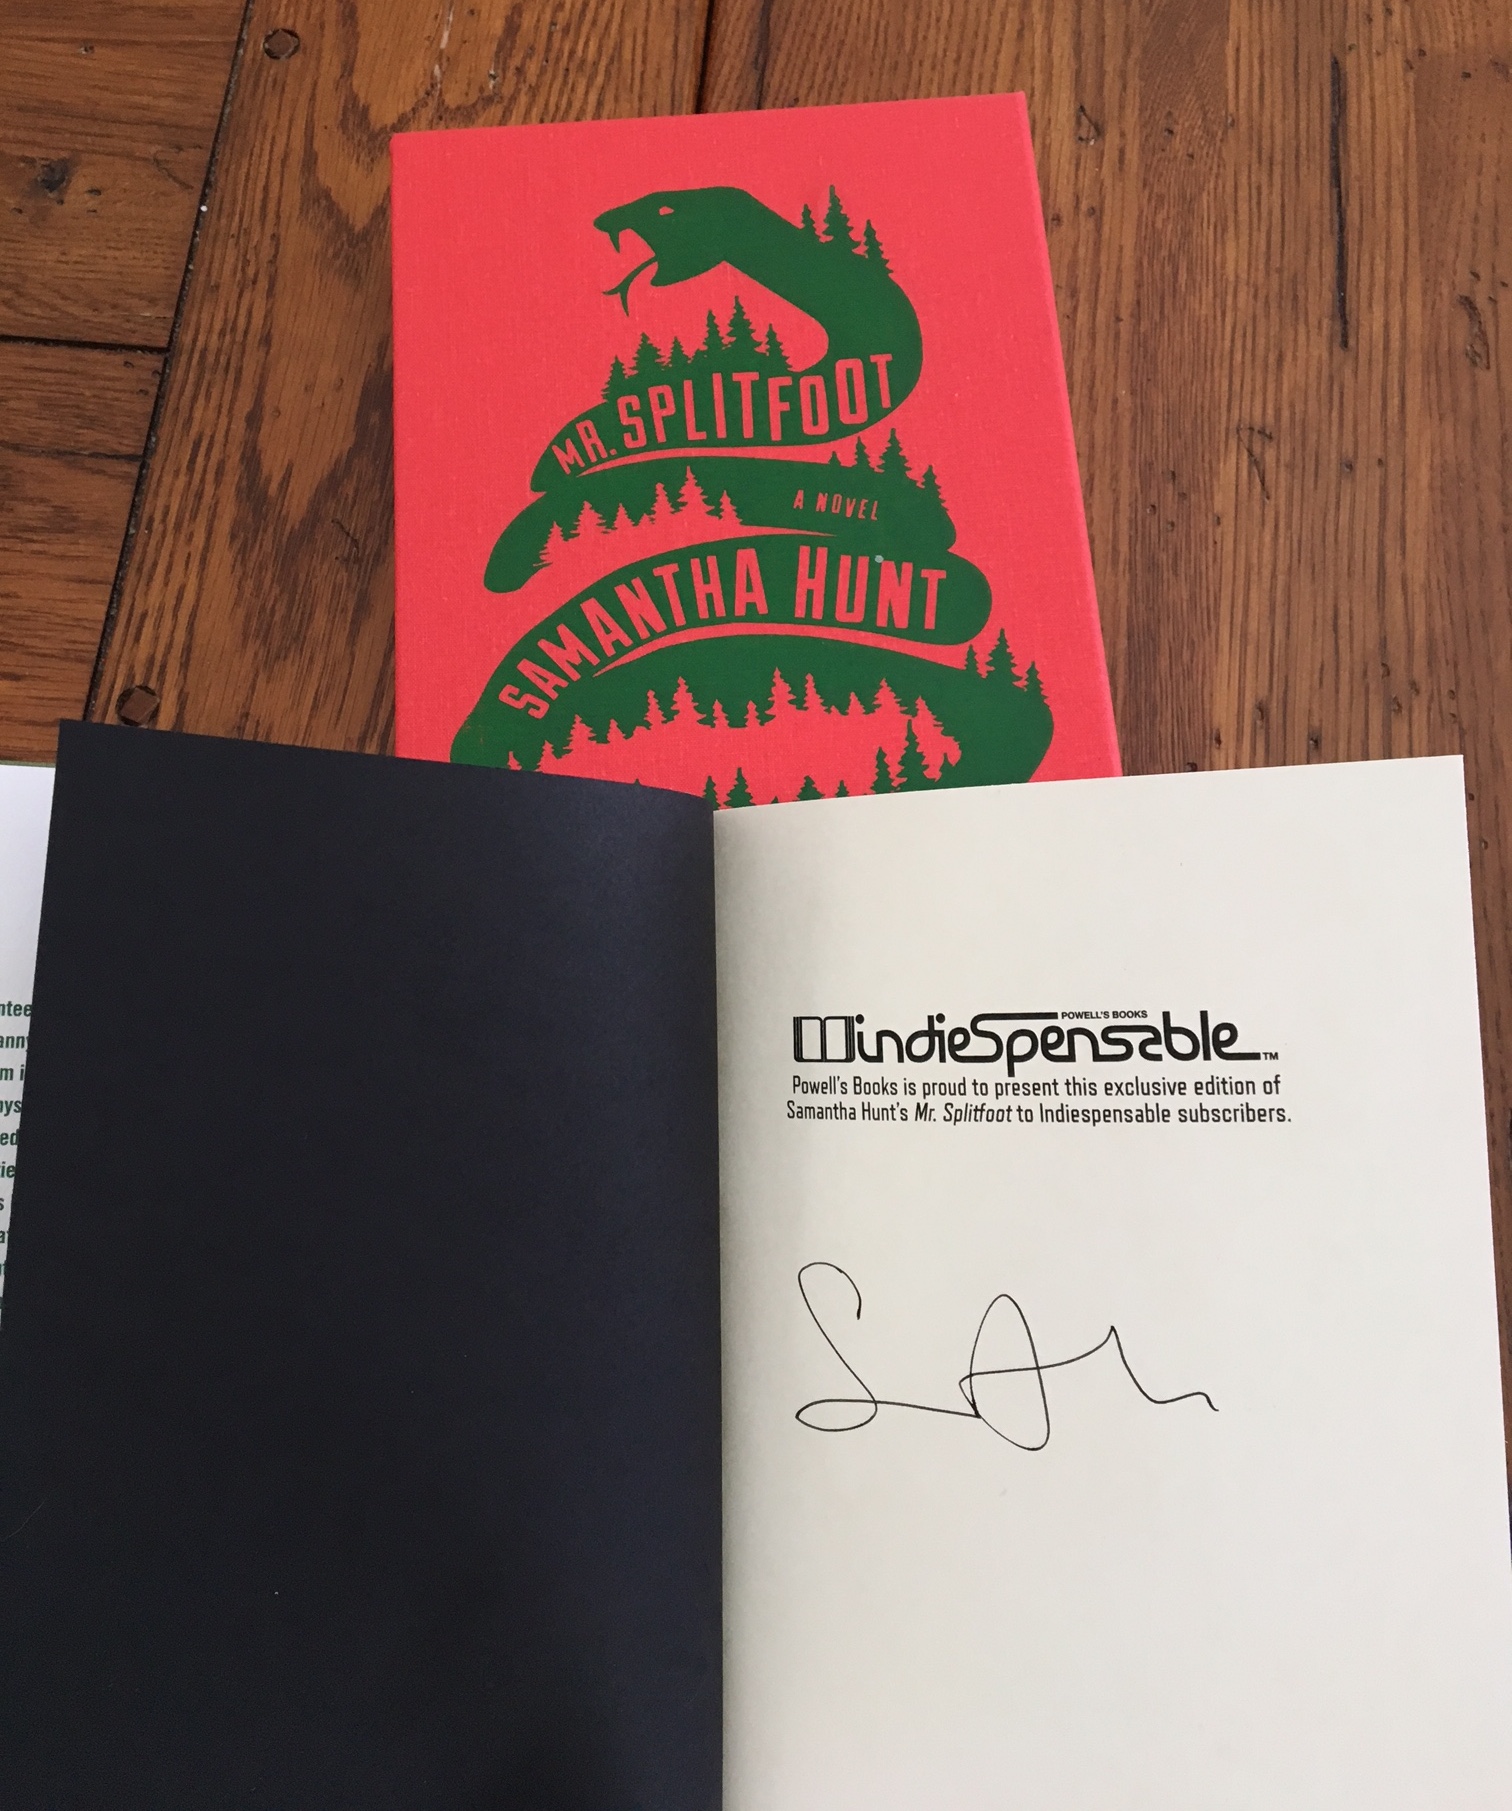 MR. SPLITFOOT
A NOVEL
SAMANTHA HUNT
POWELL'S BOOKS
indiespensable™
Powell's Books is proud to present this exclusive edition of
Samantha Hunt's Mr. Splitfoot to Indiespensable subscribers.